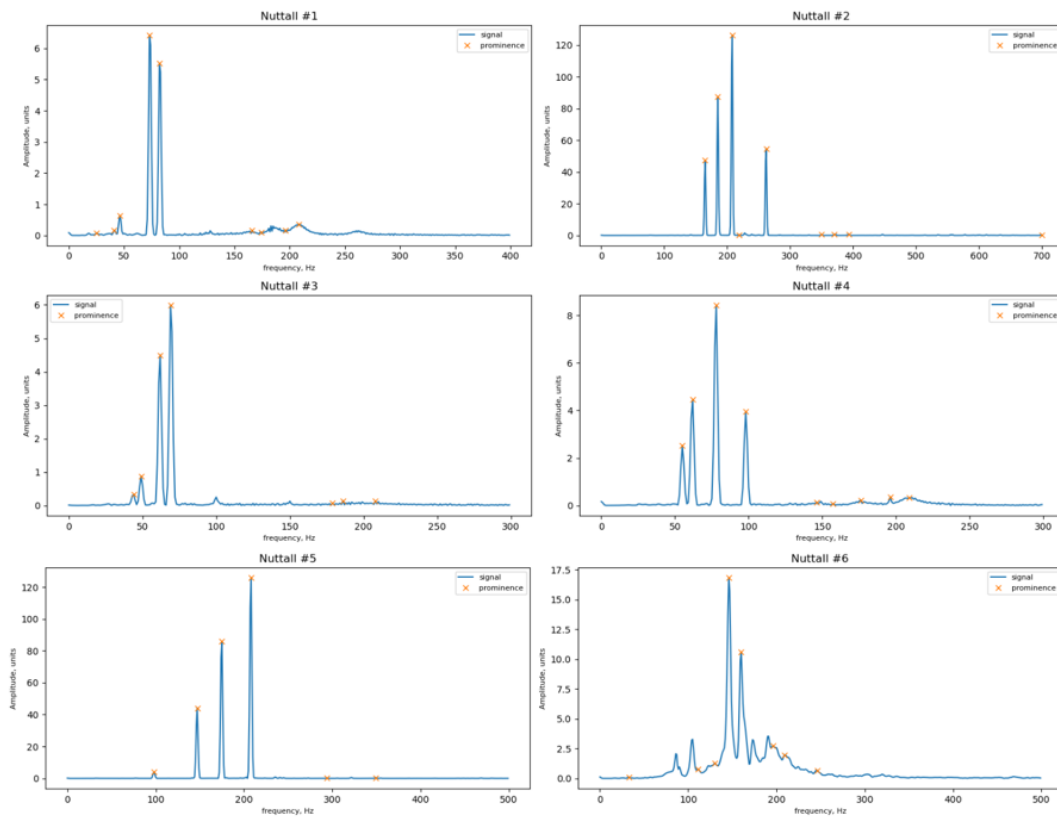 Nuttall #1
signal
prominence
Amplitude, units
6
5
4
3
2
1
0
0 50 100 150 200 250 300 350 400
frequency, Hz
Nuttall #2
signal
prominence
Amplitude, units
120
100
80
60
40
20
0
0 100 200 300 400 500 600 700
frequency, Hz
Nuttall #3
signal
prominence
Amplitude, units
6
5
4
3
2
1
0
0 50 100 150 200 250 300
frequency, Hz
Nuttall #4
signal
prominence
Amplitude, units
8
6
4
2
0
0 50 100 150 200 250 300
frequency, Hz
Nuttall #5
signal
prominence
Amplitude, units
120
100
80
60
40
20
0
0 100 200 300 400 500
frequency, Hz
Nuttall #6
signal
prominence
Amplitude, units
17.5
15.0
12.5
10.0
7.5
5.0
2.5
0.0
0 100 200 300 400 500
frequency, Hz